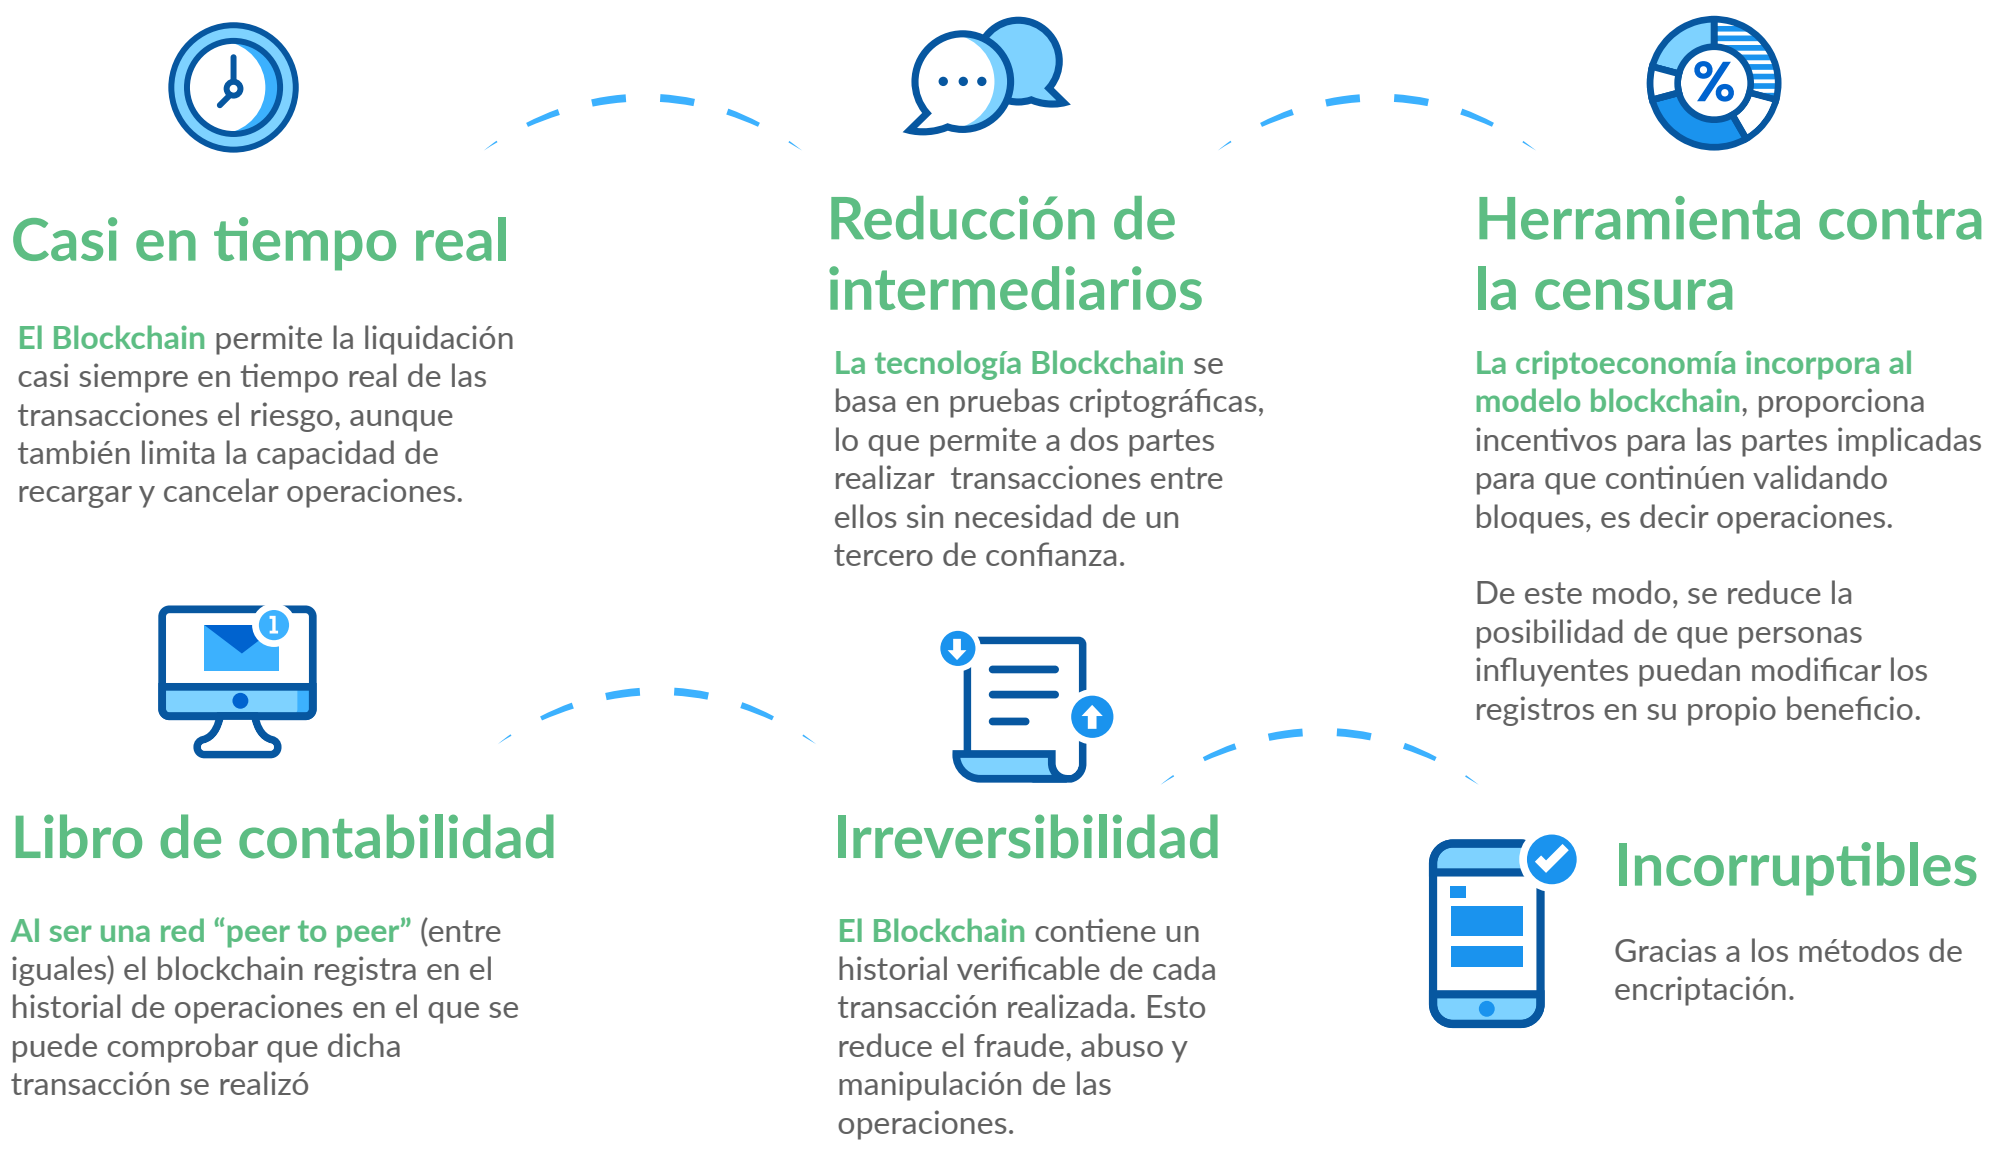 Casi en tiempo real
El Blockchain permite la liquidación
casi siempre en tiempo real de las
transacciones el riesgo, aunque
también limita la capacidad de
recargar y cancelar operaciones.
Reducción de
intermediarios
La tecnología Blockchain se
basa en pruebas criptográficas,
lo que permite a dos partes
realizar  transacciones entre
ellos sin necesidad de un
tercero de confianza.
%
Herramienta contra
la censura
La criptoeconomía incorpora al
modelo blockchain, proporciona
incentivos para las partes implicadas
para que continúen validando
bloques, es decir operaciones.
De este modo, se reduce la
posibilidad de que personas
influyentes puedan modificar los
registros en su propio beneficio.
1
Libro de contabilidad
Al ser una red “peer to peer” (entre
iguales) el blockchain registra en el
historial de operaciones en el que se
puede comprobar que dicha
transacción se realizó
Irreversibilidad
El Blockchain contiene un
historial verificable de cada
transacción realizada. Esto
reduce el fraude, abuso y
manipulación de las
operaciones.
Incorruptibles
Gracias a los métodos de
encriptación.